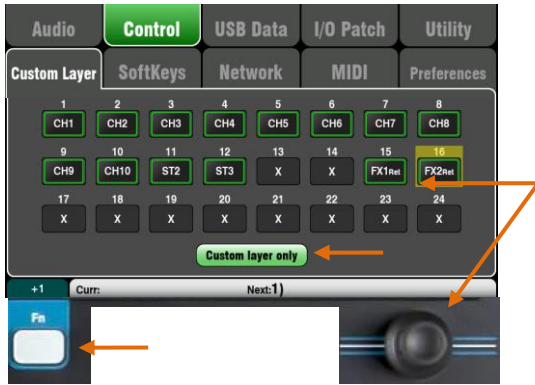 Audio Control USB Data I/O Patch Utility
Custom Layer SoftKeys Network MIDI Preferences
1 2 3 4 5 6 7 8
CH1 CH2 CH3 CH4 CH5 CH6 CH7 CH8
9 10 11 12 13 14 15 16
CH9 CH10 ST2 ST3 X X FX1Ret FX2Ret
17 18 19 20 21 22 23 24
X X X X X X X X
Custom layer only
+1 Curr: Next:1)
Fn